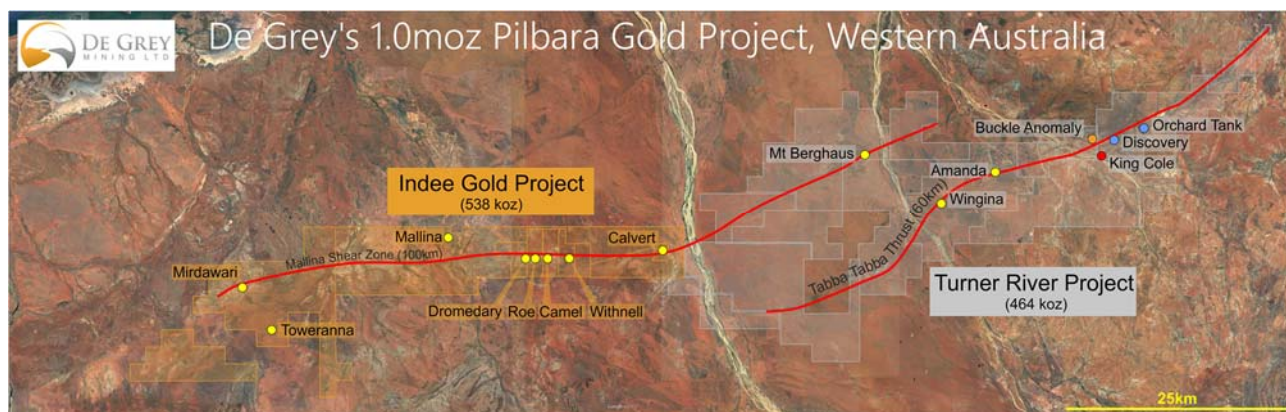 DE GREY
MINING LTD
De Grey's 1.0moz Pilbara Gold Project, Western Australia
Buckle Anomaly
Orchard Tank
Discovery
King Cole
Mt Berghaus
Amanda
Wingina
Indee Gold Project
(538 koz)
Mallina
Calvert
Mallina Shear Zone (100km)
Mirdawari
Tabba Tabba Thrust (60km)
Turner River Project
(464 koz)
Dromedary Roe Camel Withnell
Toweranna
25km